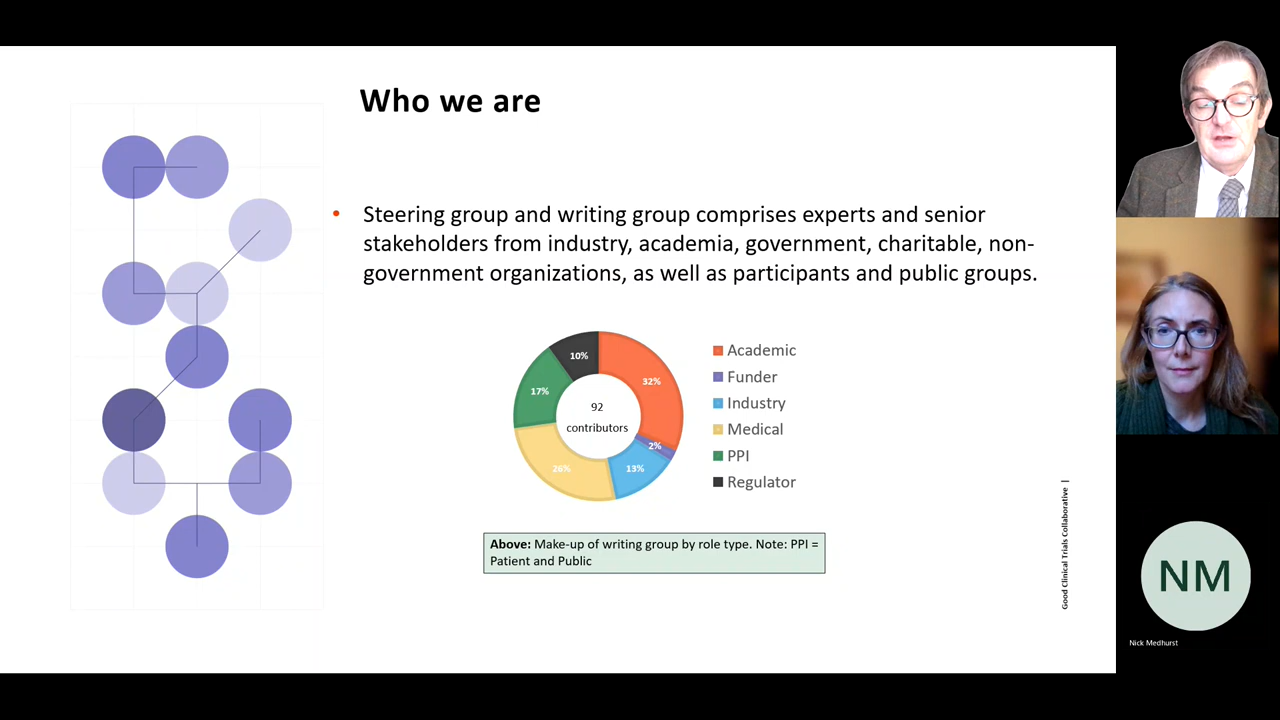 Who we are
• Steering group and writing group comprises experts and senior
stakeholders from industry, academia, government, charitable, non-
government organizations, as well as participants and public groups.
10%
32%
17%
92
contributors
2%
26%
13%
Academic
Funder
Industry
Medical
PPI
Regulator
Above: Make-up of writing group by role type. Note: PPI =
Patient and Public
Good Clinical Trials Collaborative |
NM
Nick Medhurst